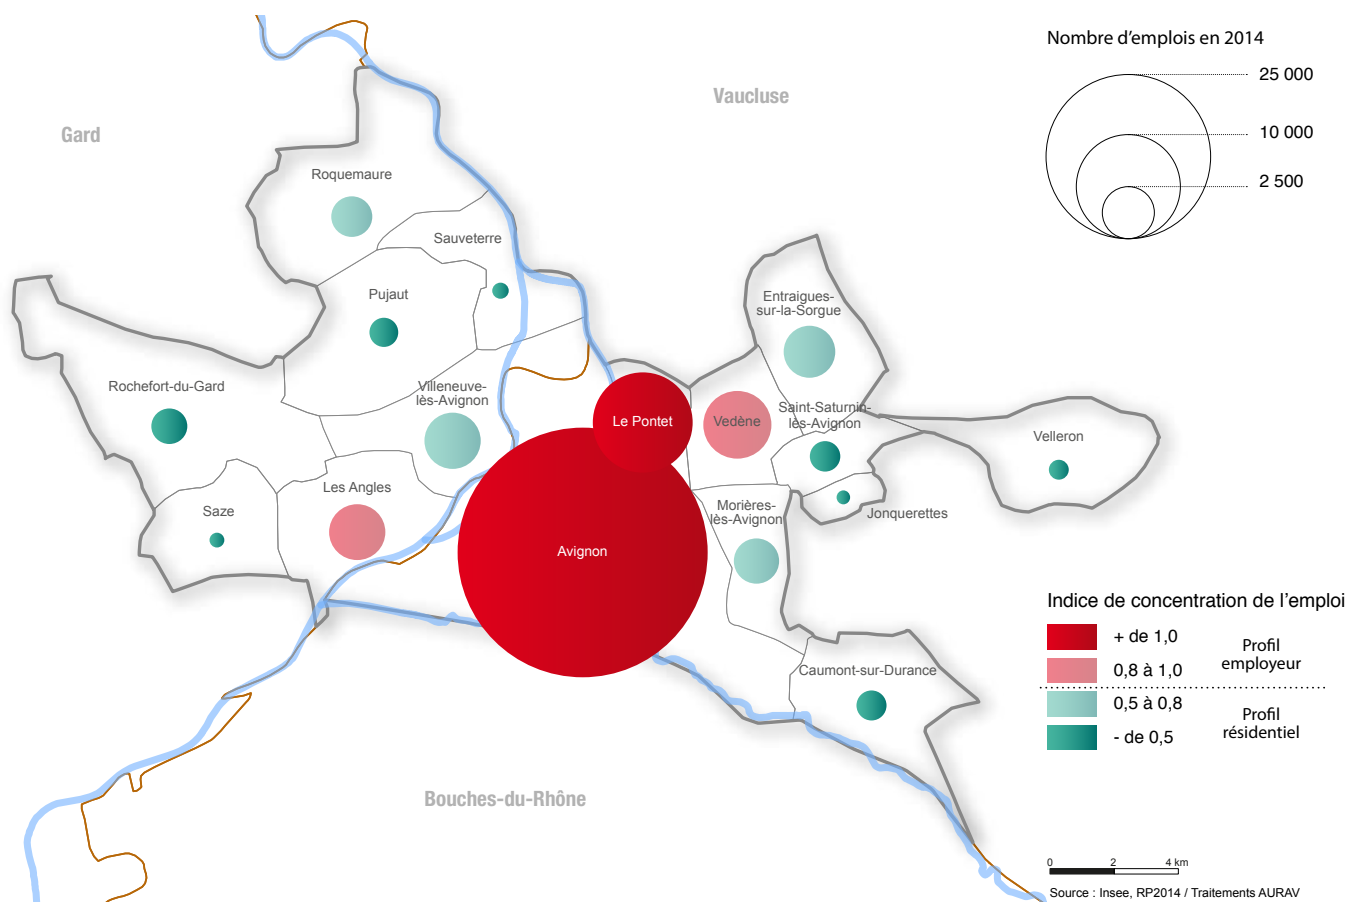 Nombre d'emplois en 2014
25 000
10 000
2 500
Vaucluse
Gard
Roquemaure
Sauveterre
Pujaut
Entraigues-
sur-la-Sorgue
Rochefort-du-Gard
Villeneuve-
lès-Avignon
Le Pontet
Vedène
Saint-Saturnin-
lès-Avignon
Velleron
Les Angles
Saze
Morières-
lès-Avignon
Jonquerettes
Avignon
Caumont-sur-Durance
Bouches-du-Rhône
Indice de concentration de l'emploi
+ de 1,0
0,8 à 1,0
Profil
employeur
0,5 à 0,8
- de 0,5
Profil
résidentiel
0 2 4 km
Source : Insee, RP2014 / Traitements AURAV